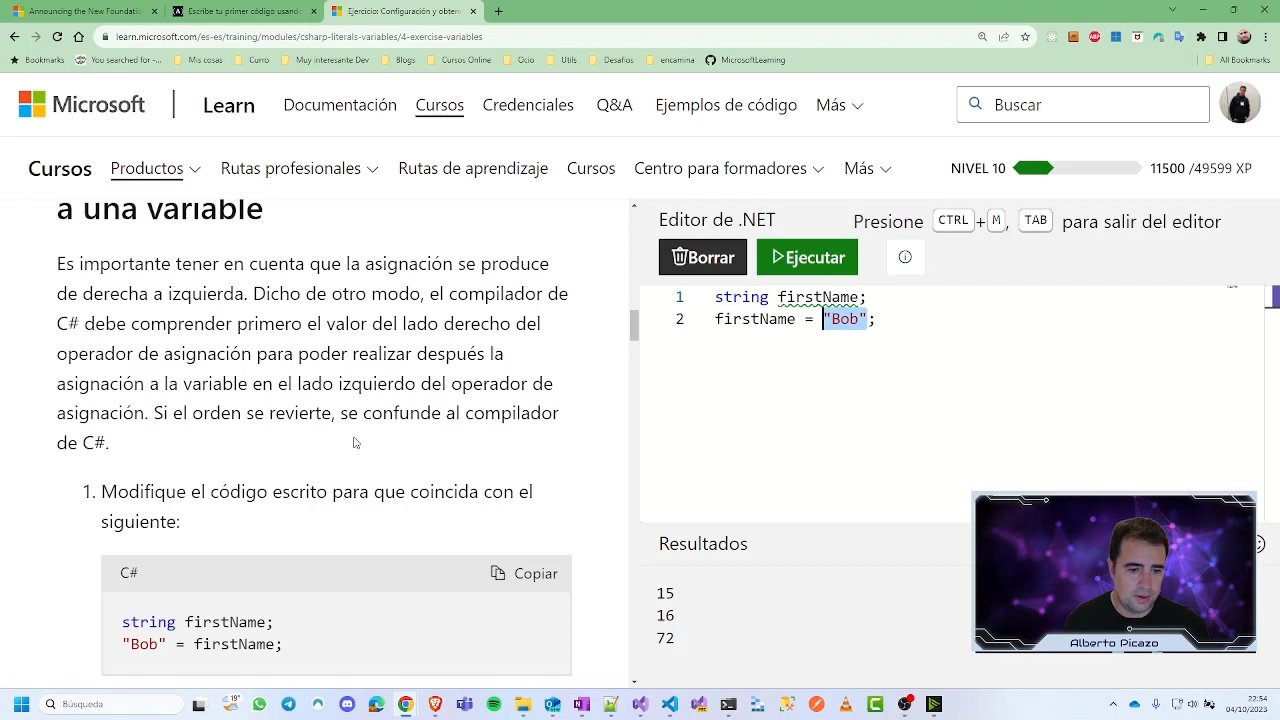 Announcing the New Foundatic
Escribe tu primer código usando
Ejercicio: Configuración y obten
learn.microsoft.com/es-es/training/modules/csharp-literals-variables/4-exercise-variables
Bookmarks
You searched for -...
Mis cosas
Curro
Muy interesante Dev
Blogs
Cursos Online
Ocio
Utils
Desafios
encamina
MicrosoftLearning
All Bookmarks
Microsoft
Learn
Documentación
Cursos
Credenciales
Q&A
Ejemplos de código
Más
Buscar
Cursos
Productos
Rutas profesionales
Rutas de aprendizaje
Cursos
Centro para formadores
Más
NIVEL 10
11500 /49599 XP
a una variable
Es importante tener en cuenta que la asignación se produce
de derecha a izquierda. Dicho de otro modo, el compilador de
C# debe comprender primero el valor del lado derecho del
operador de asignación para poder realizar después la
asignación a la variable en el lado izquierdo del operador de
asignación. Si el orden se revierte, se confunde al compilador
de C#.
1. Modifique el código escrito para que coincida con el
siguiente:
C#
Copiar
string firstName;
"Bob" = firstName;
Editor de .NET
Presione CTRL + M, TAB para salir del editor
Borrar
Ejecutar
1 string firstName;
2 firstName = "Bob";
Resultados
15
16
72
Alberto Picazo
19°
Búsqueda
22:54
04/10/2023